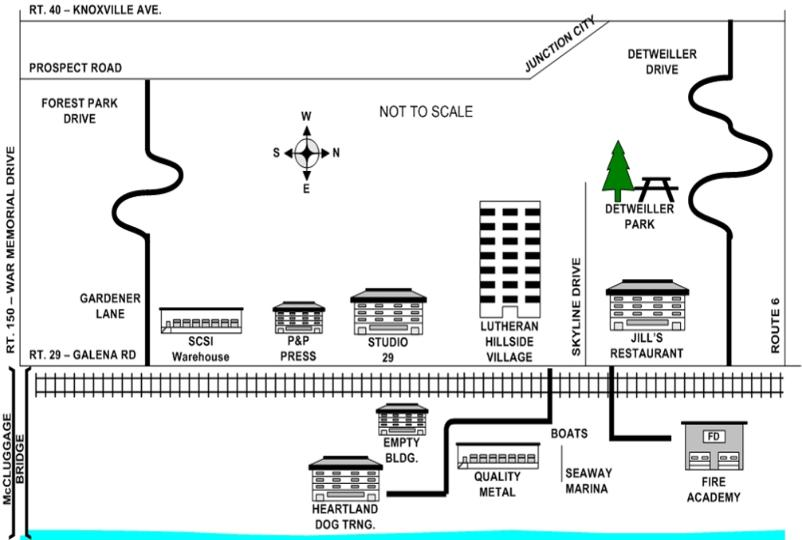 RT. 40 – KNOXVILLE AVE.
JUNCTION CITY
PROSPECT ROAD
DETWEILLER
DRIVE
FOREST PARK
DRIVE
NOT TO SCALE
W
S
N
E
RT. 150 – WAR MEMORIAL DRIVE
DETWEILLER
PARK
GARDENER
LANE
SCSI
Warehouse
P&P
PRESS
STUDIO
29
LUTHERAN
HILLSIDE
VILLAGE
SKYLINE DRIVE
JILL'S
RESTAURANT
ROUTE 6
RT. 29 – GALENA RD
McCLUGGAGE
BRIDGE
EMPTY
BLDG.
BOATS
FD
QUALITY
METAL
SEAWAY
MARINA
FIRE
ACADEMY
HEARTLAND
DOG TRNG.